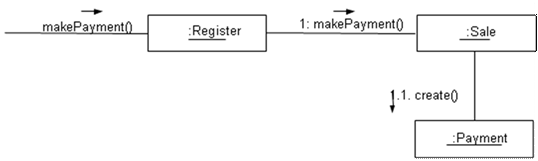 makePayment()
:Register
1: makePayment()
:Sale
1.1. create()
:Payment